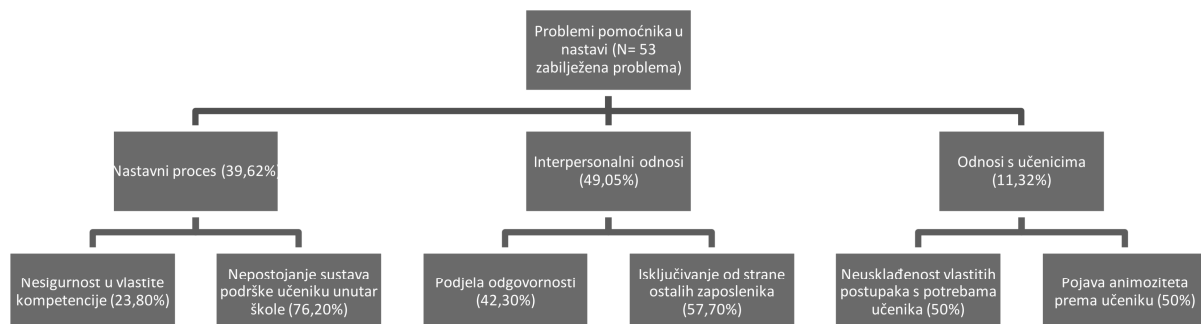 Problemi pomoćnika u
nastavi (N= 53
zabilježena problema)
Nastavni proces (39,62%)
Interpersonalni odnosi
(49,05%)
Odnosi s učenicima
(11,32%)
Nesigurnost u vlastite
kompetencije (23,80%)
Nepostojanje sustava
podrške učeniku unutar
škole (76,20%)
Podjela odgovornosti
(42,30%)
Isključivanje od strane
ostalih zaposlenika
(57,70%)
Neusklađenost vlastitih
postupaka s potrebama
učenika (50%)
Pojava animoziteta
prema učeniku (50%)